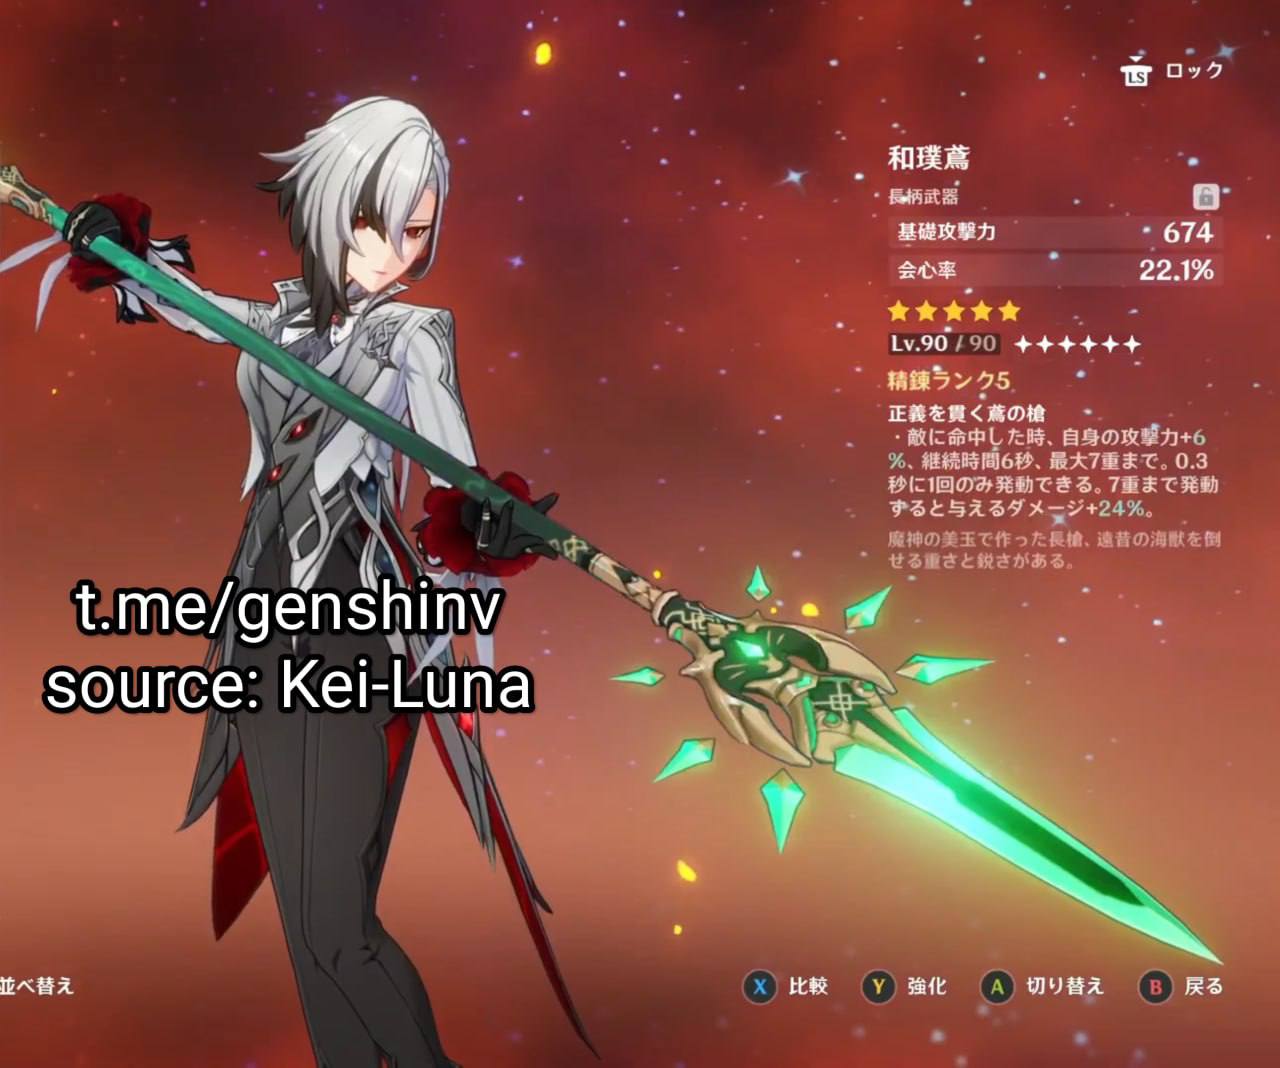 LS ロック
和璞鳶
長柄武器
基礎攻撃力 674
会心率 22.1%
Lv.90 / 90
精錬ランク5
正義を貫く鳶の槍
・敵に命中した時、自身の攻撃力+6
%、継続時間6秒、最大7重まで。0.3
秒に1回のみ発動できる。7重まで発動
すると与えるダメージ+24%。
魔神の美玉で作った長槍、遠昔の海獣を倒
せる重さと鋭さがある。
t.me/genshinv
source: Kei-Luna
並べ替え X 比較 Y 強化 A 切り替え B 戻る